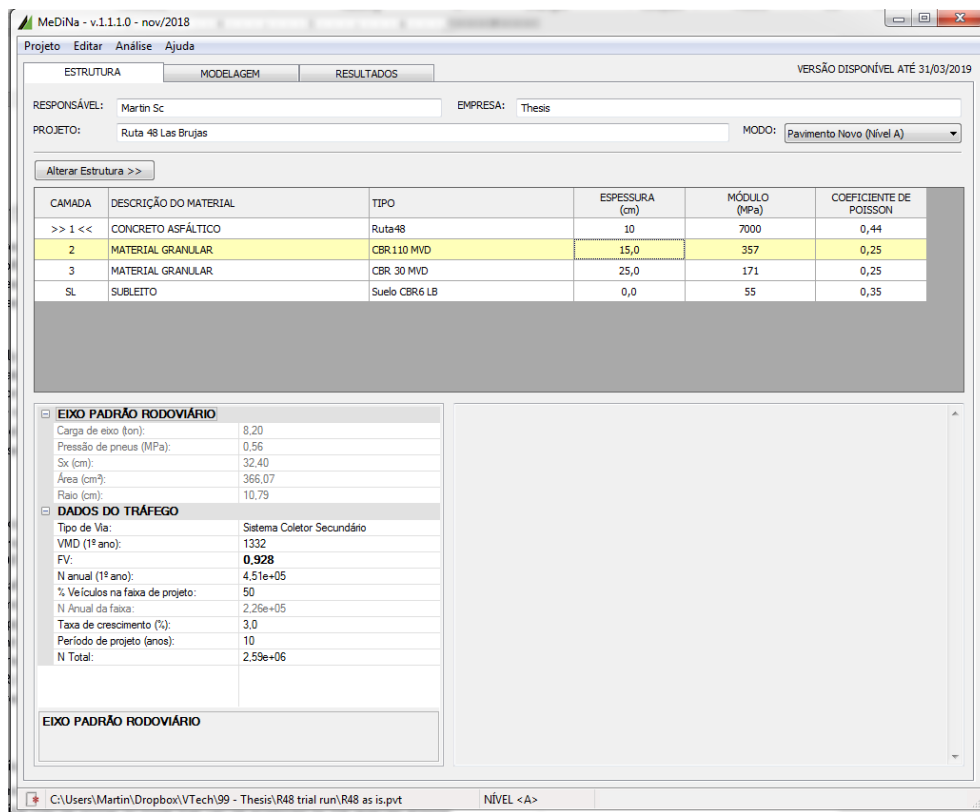 MeDiNa - v.1.1.1.0 - nov/2018
Projeto Editar Análise Ajuda
ESTRUTURA MODELAGEM RESULTADOS VERSÃO DISPONÍVEL ATÉ 31/03/2019
RESPONSÁVEL: Martin Sc EMPRESA: Thesis
PROJETO: Ruta 48 Las Brujas MODO: Pavimento Novo (Nível A)
Alterar Estrutura >>
CAMADA DESCRIÇÃO DO MATERIAL TIPO ESPESSURA (cm) MÓDULO (MPa) COEFICIENTE DE POISSON
>> 1 << CONCRETO ASFÁLTICO Ruta48 10 7000 0,44
2 MATERIAL GRANULAR CBR110 MVD 15,0 357 0,25
3 MATERIAL GRANULAR CBR 30 MVD 25,0 171 0,25
SL SUBLEITO Suelo CBR6 LB 0,0 55 0,35
EIXO PADRÃO RODOVIÁRIO
Carga de eixo (ton): 8,20
Pressão de pneus (MPa): 0,56
Sx (cm): 32,40
Área (cm²): 366,07
Raio (cm): 10,79
DADOS DO TRÁFEGO
Tipo de Via: Sistema Coletor Secundário
VMD (1º ano): 1332
FV: 0,928
N anual (1º ano): 4,51e+05
% Veículos na faixa de projeto: 50
N Anual da faixa: 2,26e+05
Taxa de crescimento (%): 3,0
Período de projeto (anos): 10
N Total: 2,59e+06
EIXO PADRÃO RODOVIÁRIO
C:\Users\Martin\Dropbox\VTech\99 - Thesis\R48 trial run\R48 as is.pvt NÍVEL <A>